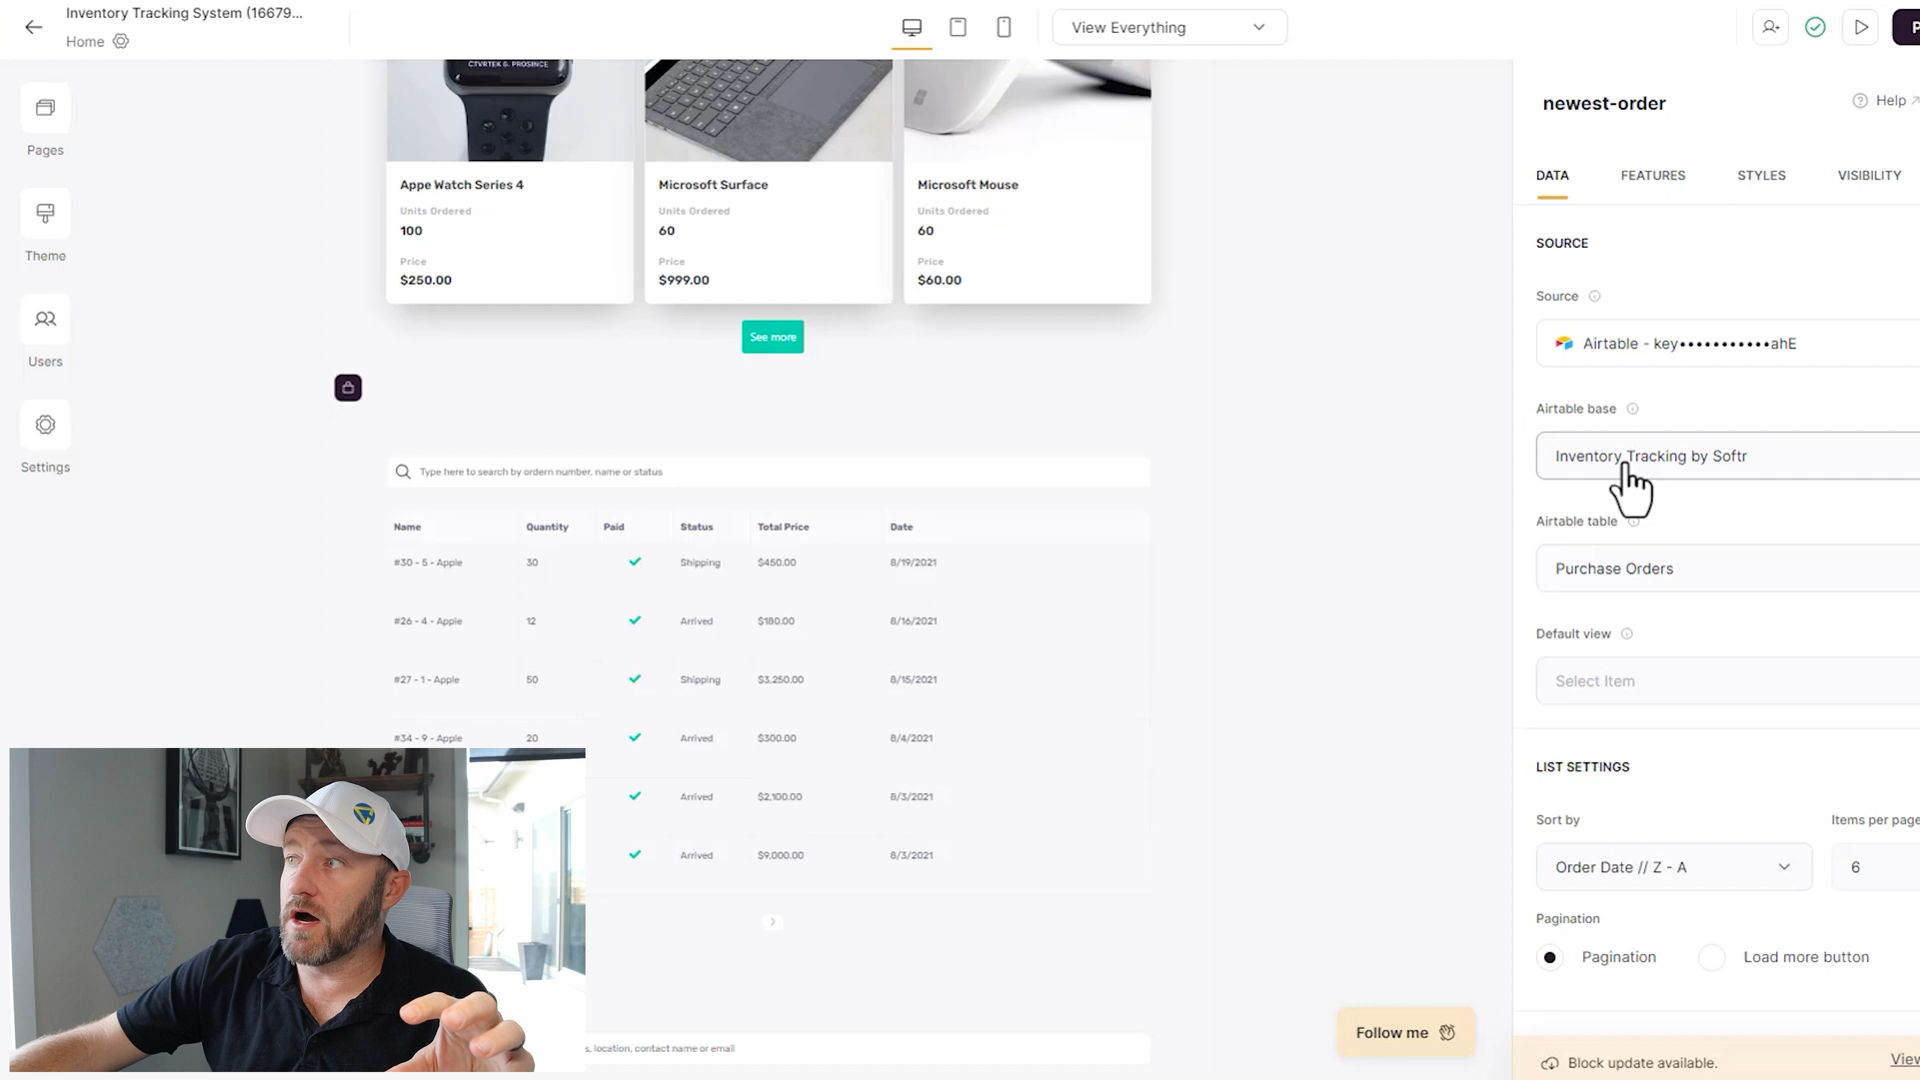 Inventory Tracking System (16679...
Home
View Everything
P
Pages
Theme
Users
Settings
ČTVRTEK 6. PROSINCE
Appe Watch Series 4
Units Ordered
100
Price
$250.00
Microsoft Surface
Units Ordered
60
Price
$999.00
Microsoft Mouse
Units Ordered
60
Price
$60.00
See more
Type here to search by ordern number, name or status
Name Quantity Paid Status Total Price Date
#30 - 5 - Apple 30 Shipping $450.00 8/19/2021
#26 - 4 - Apple 12 Arrived $180.00 8/16/2021
#27 - 1 - Apple 50 Shipping $3,250.00 8/15/2021
#34 - 9 - Apple 20 Arrived $300.00 8/4/2021
Arrived $2,100.00 8/3/2021
Arrived $9,000.00 8/3/2021
, location, contact name or email
Follow me
newest-order
Help
DATA FEATURES STYLES VISIBILITY
SOURCE
Source
Airtable - key•••••••••••ahE
Airtable base
Inventory Tracking by Softr
Airtable table
Purchase Orders
Default view
Select Item
LIST SETTINGS
Sort by Items per page
Order Date // Z - A 6
Pagination
Pagination Load more button
Block update available. View